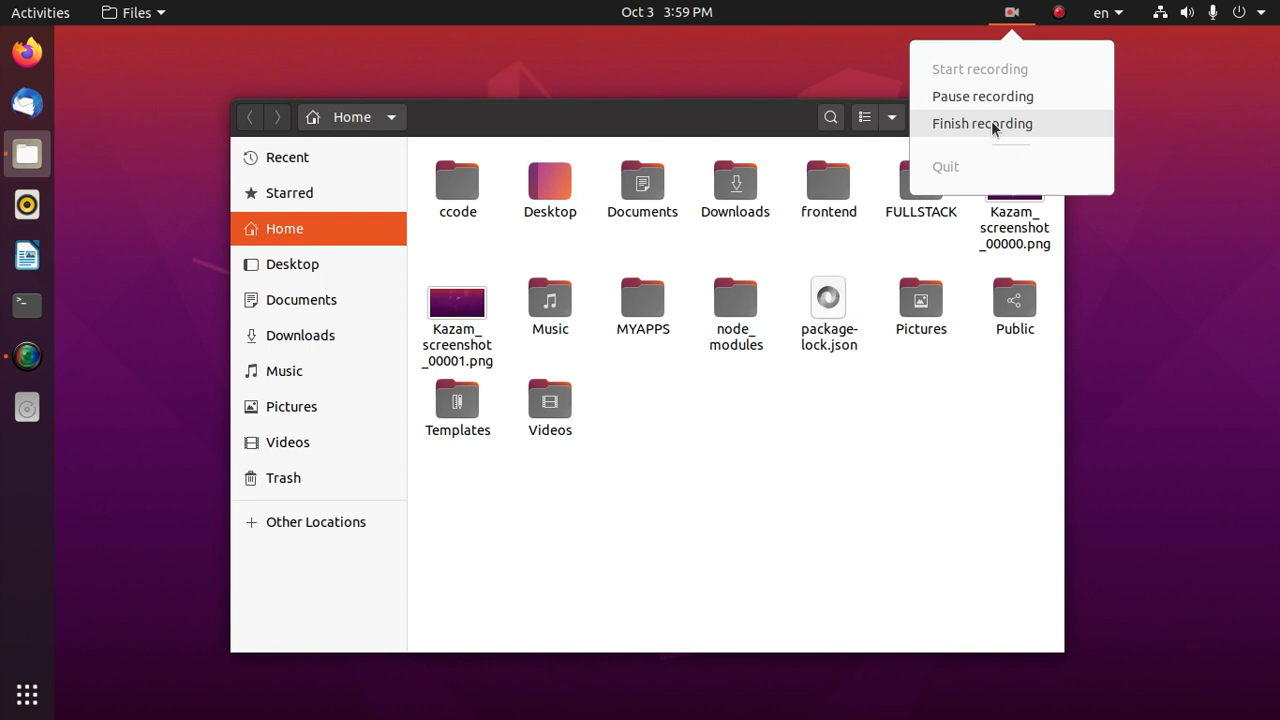 Activities
Files
Oct 3 3:59 PM
en
Start recording
Pause recording
Finish recording
Quit
Home
Recent
Starred
Home
Desktop
Documents
Downloads
Music
Pictures
Videos
Trash
Other Locations
ccode
Desktop
Documents
Downloads
frontend
FULLSTACK
Kazam_
screenshot
_00000.png
Kazam_
screenshot
_00001.png
Music
MYAPPS
node_
modules
package-
lock.json
Pictures
Public
Templates
Videos